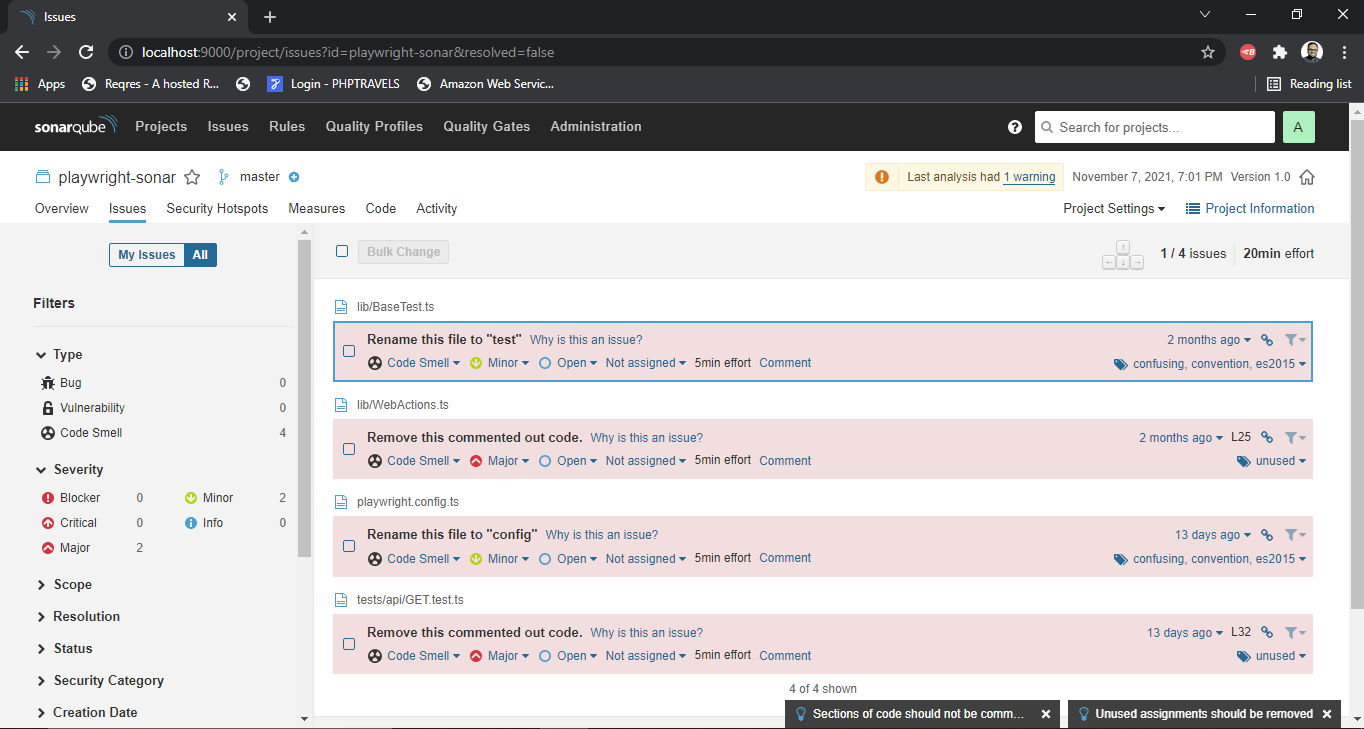 Issues
localhost:9000/project/issues?id=playwright-sonar&resolved=false
Apps Reqres - A hosted R... Login - PHPTRAVELS Amazon Web Servic... Reading list
sonarqube Projects Issues Rules Quality Profiles Quality Gates Administration ? Search for projects... A
playwright-sonar master Last analysis had 1 warning November 7, 2021, 7:01 PM Version 1.0
Overview Issues Security Hotspots Measures Code Activity Project Settings Project Information
My Issues All
Bulk Change 1 / 4 issues 20min effort
Filters
Type
Bug 0
Vulnerability 0
Code Smell 4
Severity
Blocker 0 Minor 2
Critical 0 Info 0
Major 2
Scope
Resolution
Status
Security Category
Creation Date
lib/BaseTest.ts
Rename this file to "test" Why is this an issue? 2 months ago
Code Smell Minor Open Not assigned 5min effort Comment confusing, convention, es2015
lib/WebActions.ts
Remove this commented out code. Why is this an issue? 2 months ago L25
Code Smell Major Open Not assigned 5min effort Comment unused
playwright.config.ts
Rename this file to "config" Why is this an issue? 13 days ago
Code Smell Minor Open Not assigned 5min effort Comment confusing, convention, es2015
tests/api/GET.test.ts
Remove this commented out code. Why is this an issue? 13 days ago L32
Code Smell Major Open Not assigned 5min effort Comment unused
4 of 4 shown
Sections of code should not be comm... Unused assignments should be removed